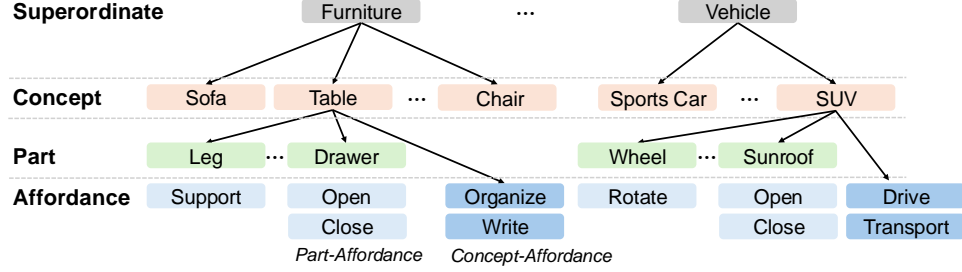 Superordinate Furniture ... Vehicle
Concept Sofa Table ... Chair Sports Car ... SUV
Part Leg ... Drawer Wheel ... Sunroof
Affordance Support Open Organize Rotate Open Drive
Close Write Close Transport
Part-Affordance Concept-Affordance